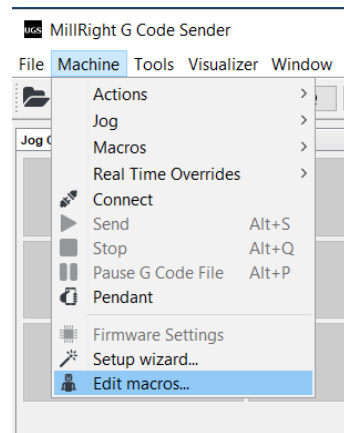 UGS MillRight G Code Sender
File Machine Tools Visualizer Window
Actions
Jog
Jog
Macros
Real Time Overrides
Connect
Send Alt+S
Stop Alt+Q
Pause G Code File Alt+P
Pendant
Firmware Settings
Setup wizard...
Edit macros...